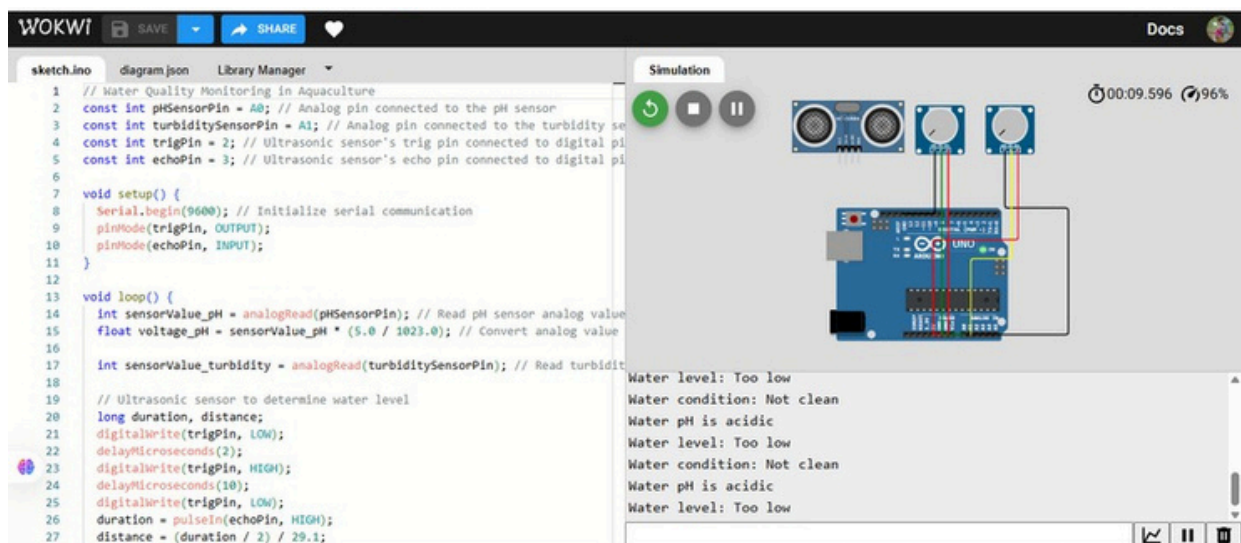 WOKWi SAVE SHARE Docs
sketch.ino diagram.json Library Manager
Simulation
00:09.596 96%
1 // Water Quality Monitoring in Aquaculture
2 const int pHSensorPin = A0; // Analog pin connected to the pH sensor
3 const int turbiditySensorPin = A1; // Analog pin connected to the turbidity se
4 const int trigPin = 2; // Ultrasonic sensor's trig pin connected to digital pi
5 const int echoPin = 3; // Ultrasonic sensor's echo pin connected to digital pi
6
7 void setup() {
8 Serial.begin(9600); // Initialize serial communication
9 pinMode(trigPin, OUTPUT);
10 pinMode(echoPin, INPUT);
11 }
12
13 void loop() {
14 int sensorValue_pH = analogRead(pHSensorPin); // Read pH sensor analog value
15 float voltage_pH = sensorValue_pH * (5.0 / 1023.0); // Convert analog value
16
17 int sensorValue_turbidity = analogRead(turbiditySensorPin); // Read turbidit
18
19 // Ultrasonic sensor to determine water level
20 long duration, distance;
21 digitalWrite(trigPin, LOW);
22 delayMicroseconds(2);
23 digitalWrite(trigPin, HIGH);
24 delayMicroseconds(10);
25 digitalWrite(trigPin, LOW);
26 duration = pulseIn(echoPin, HIGH);
27 distance = (duration / 2) / 29.1;
UNO
ARDUINO
Water level: Too low
Water condition: Not clean
Water pH is acidic
Water level: Too low
Water condition: Not clean
Water pH is acidic
Water level: Too low